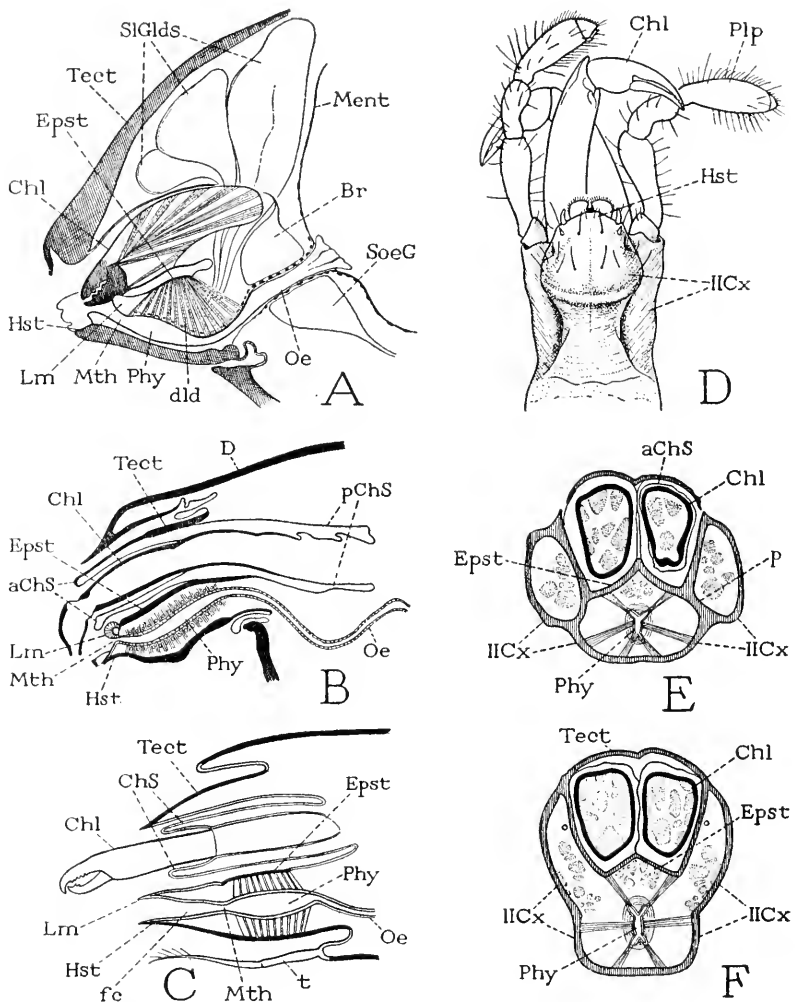 SlGlds
Tect
Epst
Chl
Ment
Br
SoeG
Hst
Lm
Mth
Phy
dld
Oe
A
Chl
Plp
Hst
IICx
D
D
Tect
Chl
Epst
aChS
pChS
Lm
Mth
Hst
Phy
Oe
B
aChS
Chl
Epst
p
IICx
IICx
Phy
E
Tect
ChS
Chl
Epst
Phy
Lm
Oe
Hst
fc
C
Mth
t
Tect
Chl
Epst
IICx
IICx
Phy
F